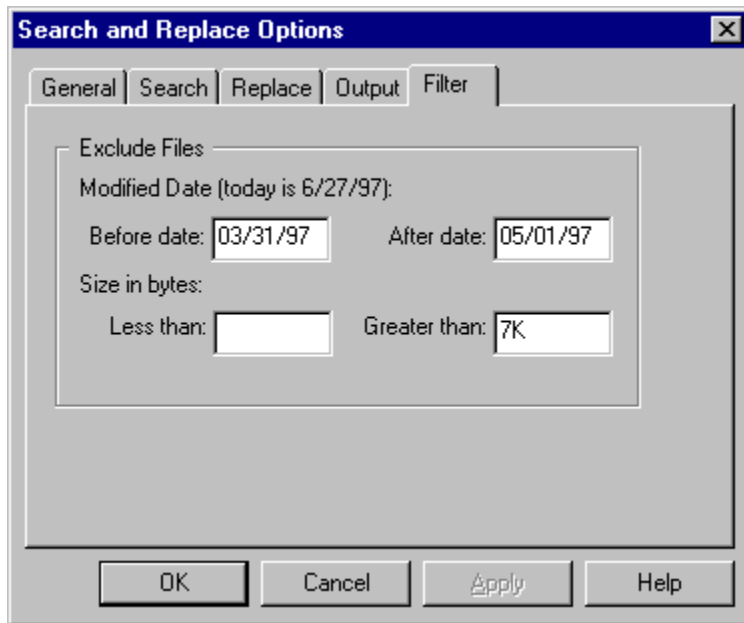 Search and Replace Options
General Search Replace Output Filter
Exclude Files
Modified Date (today is 6/27/97):
Before date: 03/31/97 After date: 05/01/97
Size in bytes:
Less than: Greater than: 7K
OK Cancel Apply Help